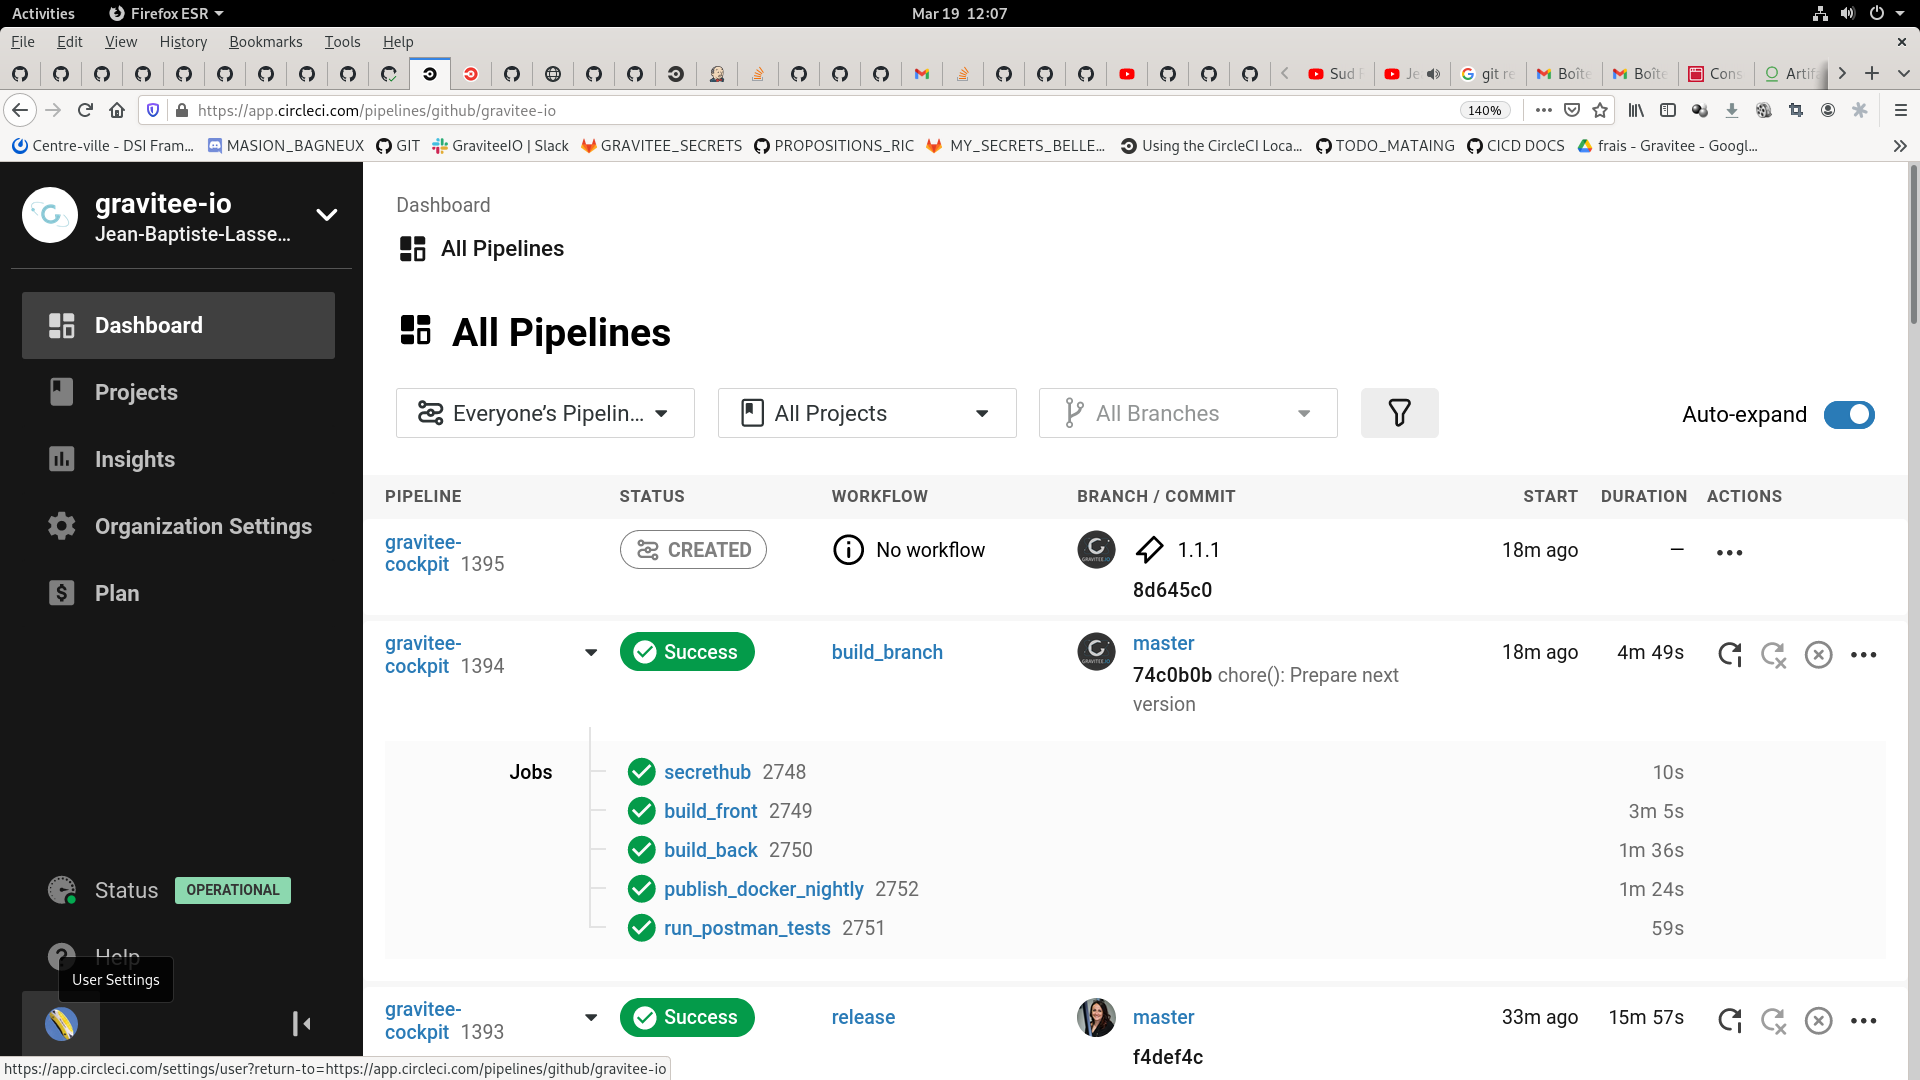 Activities
Firefox ESR
Mar 19 12:07
File Edit View History Bookmarks Tools Help
Sud
Je
git re
Boîte
Boîte
Cons
Artif
https://app.circleci.com/pipelines/github/gravitee-io
140%
Centre-ville - DSI Fram…
MASION_BAGNEUX
GIT
GraviteeIO | Slack
GRAVITEE_SECRETS
PROPOSITIONS_RIC
MY_SECRETS_BELLE…
Using the CircleCI Loca…
TODO_MATAING
CICD DOCS
frais - Gravitee - Googl…
gravitee-io
Jean-Baptiste-Lasse...
Dashboard
Projects
Insights
Organization Settings
Plan
Status OPERATIONAL
Help
User Settings
Dashboard
All Pipelines
All Pipelines
Everyone's Pipelin...
All Projects
All Branches
Auto-expand
PIPELINE STATUS WORKFLOW BRANCH / COMMIT START DURATION ACTIONS
gravitee-
cockpit 1395
CREATED
No workflow
1.1.1
8d645c0
18m ago
—
gravitee-
cockpit 1394
Success
build_branch
master
74c0b0b chore(): Prepare next
version
18m ago
4m 49s
Jobs
secrethub 2748 10s
build_front 2749 3m 5s
build_back 2750 1m 36s
publish_docker_nightly 2752 1m 24s
run_postman_tests 2751 59s
gravitee-
cockpit 1393
Success
release
master
f4def4c
33m ago
15m 57s
https://app.circleci.com/settings/user?return-to=https://app.circleci.com/pipelines/github/gravitee-io